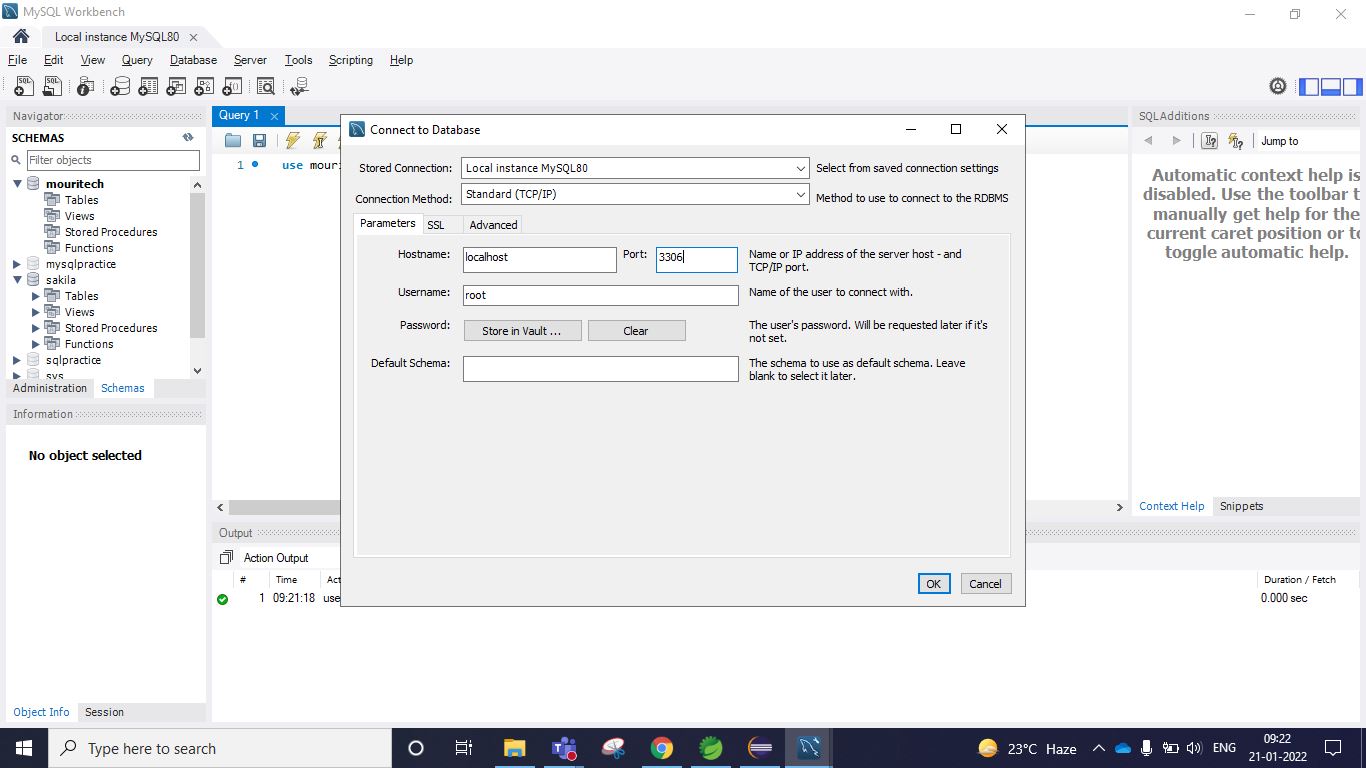 MySQL Workbench
Local instance MySQL80
File Edit View Query Database Server Tools Scripting Help
Navigator
SCHEMAS
Filter objects
mouritech
Tables
Views
Stored Procedures
Functions
mysqlpractice
sakila
Tables
Views
Stored Procedures
Functions
sqlpractice
sys
Administration Schemas
Information
No object selected
Object Info Session
Query 1
1 use mouri
Connect to Database
Stored Connection: Local instance MySQL80 Select from saved connection settings
Connection Method: Standard (TCP/IP) Method to use to connect to the RDBMS
Parameters SSL Advanced
Hostname: localhost Port: 3306 Name or IP address of the server host - and
TCP/IP port.
Username: root Name of the user to connect with.
Password: Store in Vault ... Clear The user's password. Will be requested later if it's
not set.
Default Schema: The schema to use as default schema. Leave
blank to select it later.
OK Cancel
SQLAdditions
Jump to
Automatic context help is
disabled. Use the toolbar t
manually get help for the
current caret position or to
toggle automatic help.
Context Help Snippets
Output
Action Output
# Time Act Duration / Fetch
1 09:21:18 use 0.000 sec
Type here to search
23°C Haze
ENG
09:22
21-01-2022